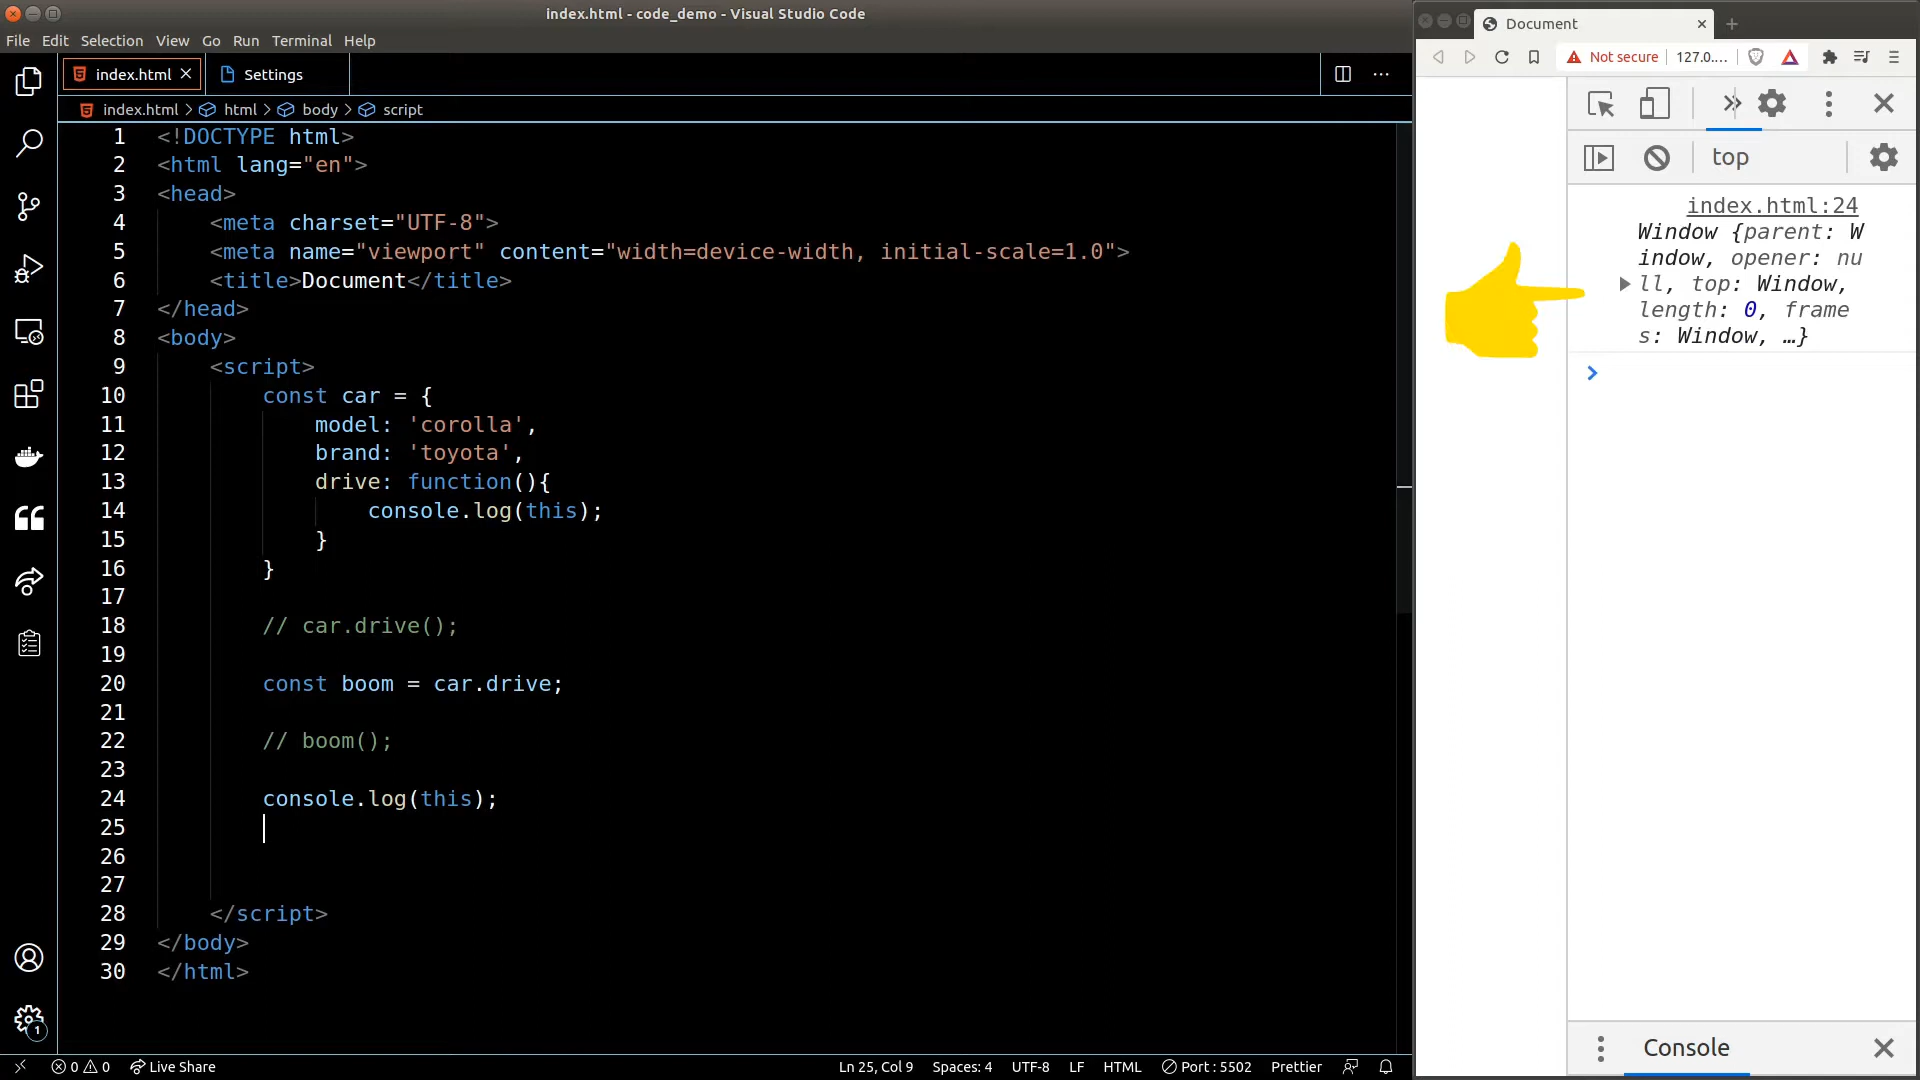 index.html - code_demo - Visual Studio Code
File Edit Selection View Go Run Terminal Help
index.html Settings
index.html > html > body > script
1 <!DOCTYPE html>
2 <html lang="en">
3 <head>
4 <meta charset="UTF-8">
5 <meta name="viewport" content="width=device-width, initial-scale=1.0">
6 <title>Document</title>
7 </head>
8 <body>
9 <script>
10 const car = {
11 model: 'corolla',
12 brand: 'toyota',
13 drive: function(){
14 console.log(this);
15 }
16 }
17
18 // car.drive();
19
20 const boom = car.drive;
21
22 // boom();
23
24 console.log(this);
25
26
27
28 </script>
29 </body>
30 </html>
1
0 0 Live Share Ln 25, Col 9 Spaces: 4 UTF-8 LF HTML Port : 5502 Prettier
Document
Not secure 127.0....
top
index.html:24
Window {parent: W
indow, opener: nu
ll, top: Window,
length: 0, frame
s: Window, …}
Console